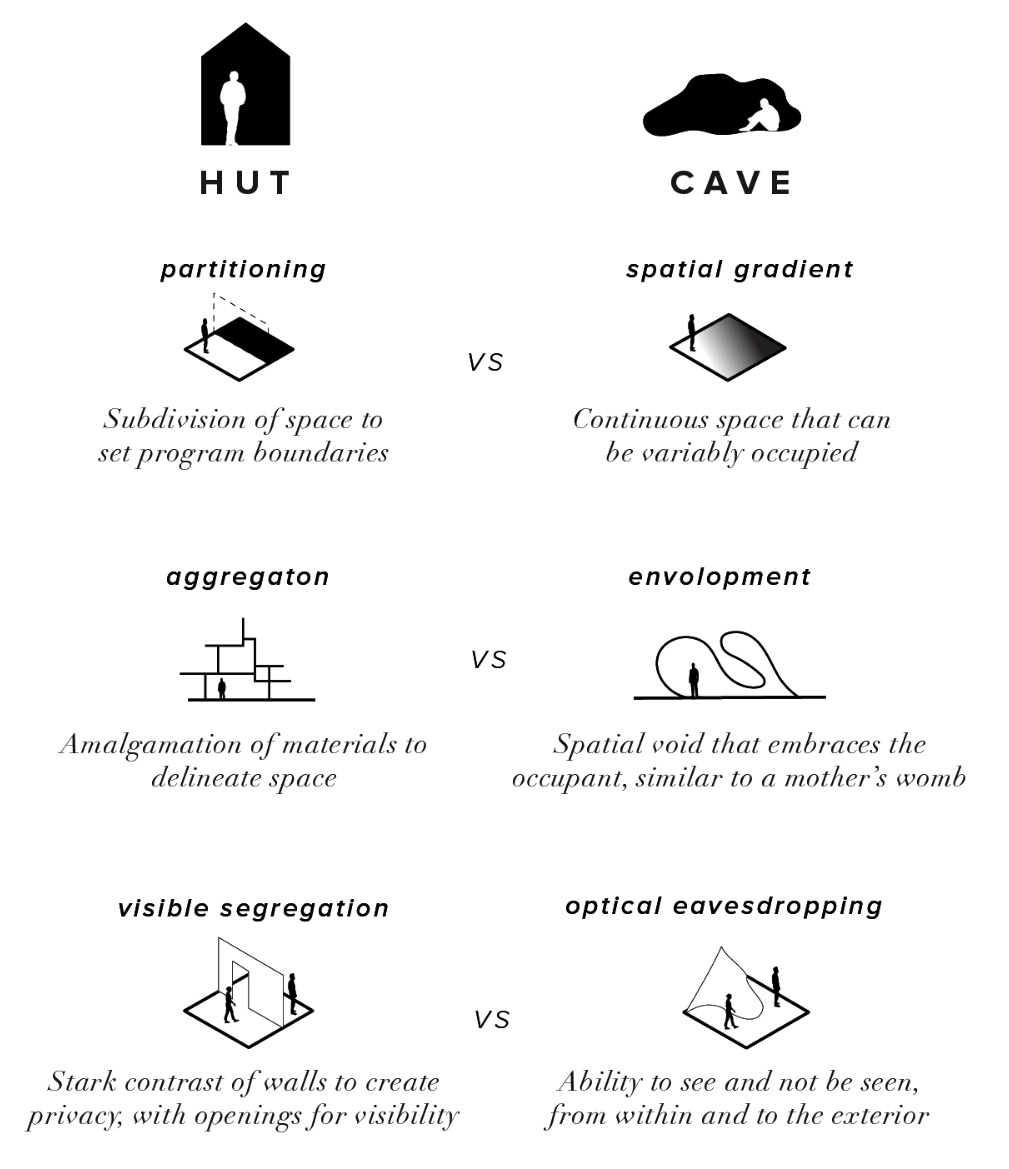 HUT
CAVE
partitioning
spatial gradient
VS
Subdivision of space to
set program boundaries
Continuous space that can
be variably occupied
aggregaton
envolopment
VS
Amalgamation of materials to
delineate space
Spatial void that embraces the
occupant, similar to a mother's womb
visible segregation
optical eavesdropping
VS
Stark contrast of walls to create
privacy, with openings for visibility
Ability to see and not be seen,
from within and to the exterior